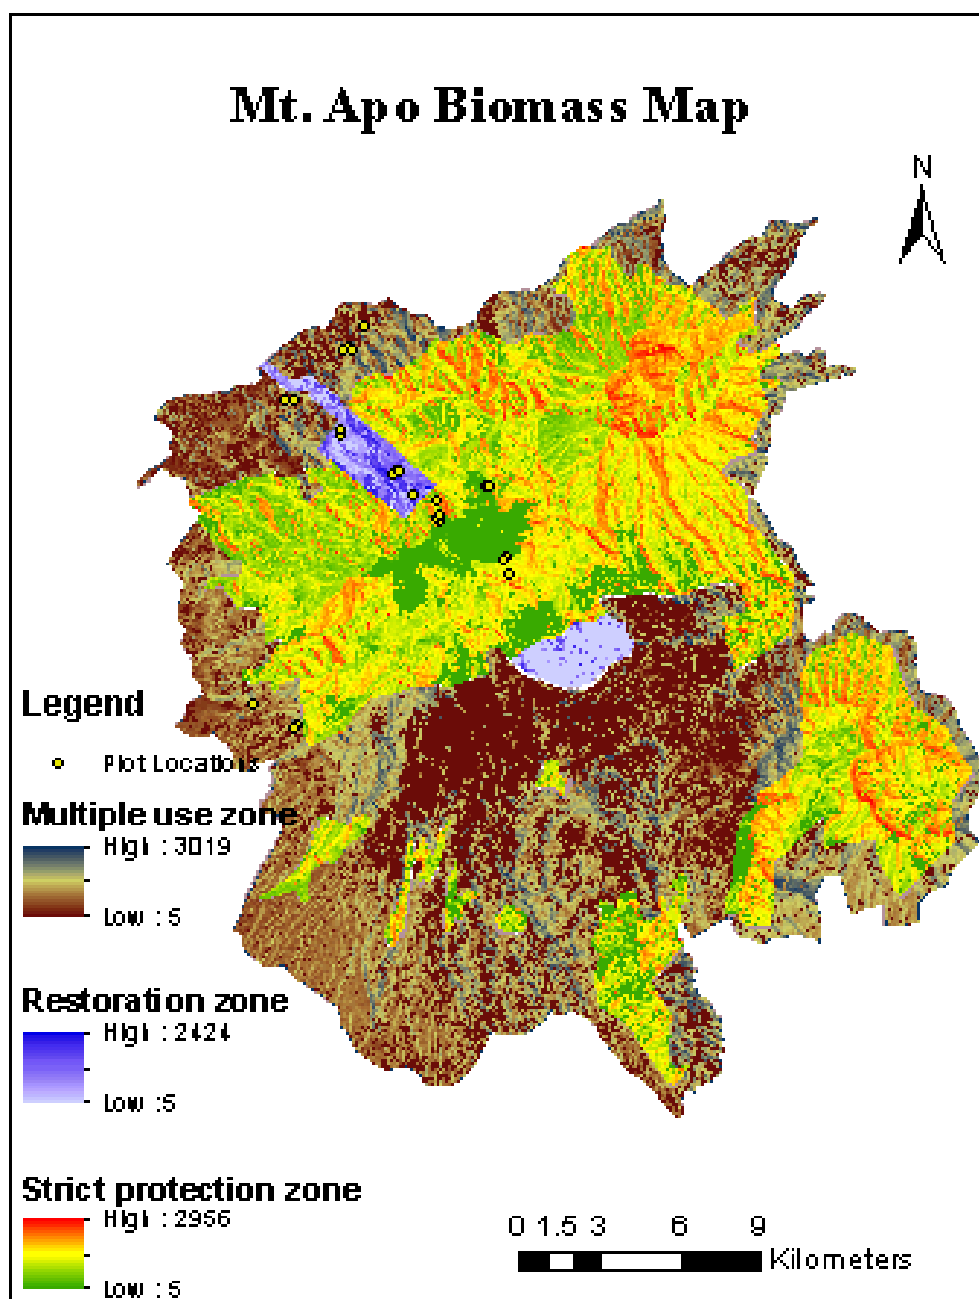 Mt. Apo Biomass Map
N
Legend
Plot Locations
Multiple use zone
High : 3019
Low : 5
Restoration zone
High : 2424
Low : 5
Strict protection zone
High : 2956
Low : 5
0 1.5 3 6 9
Kilometers